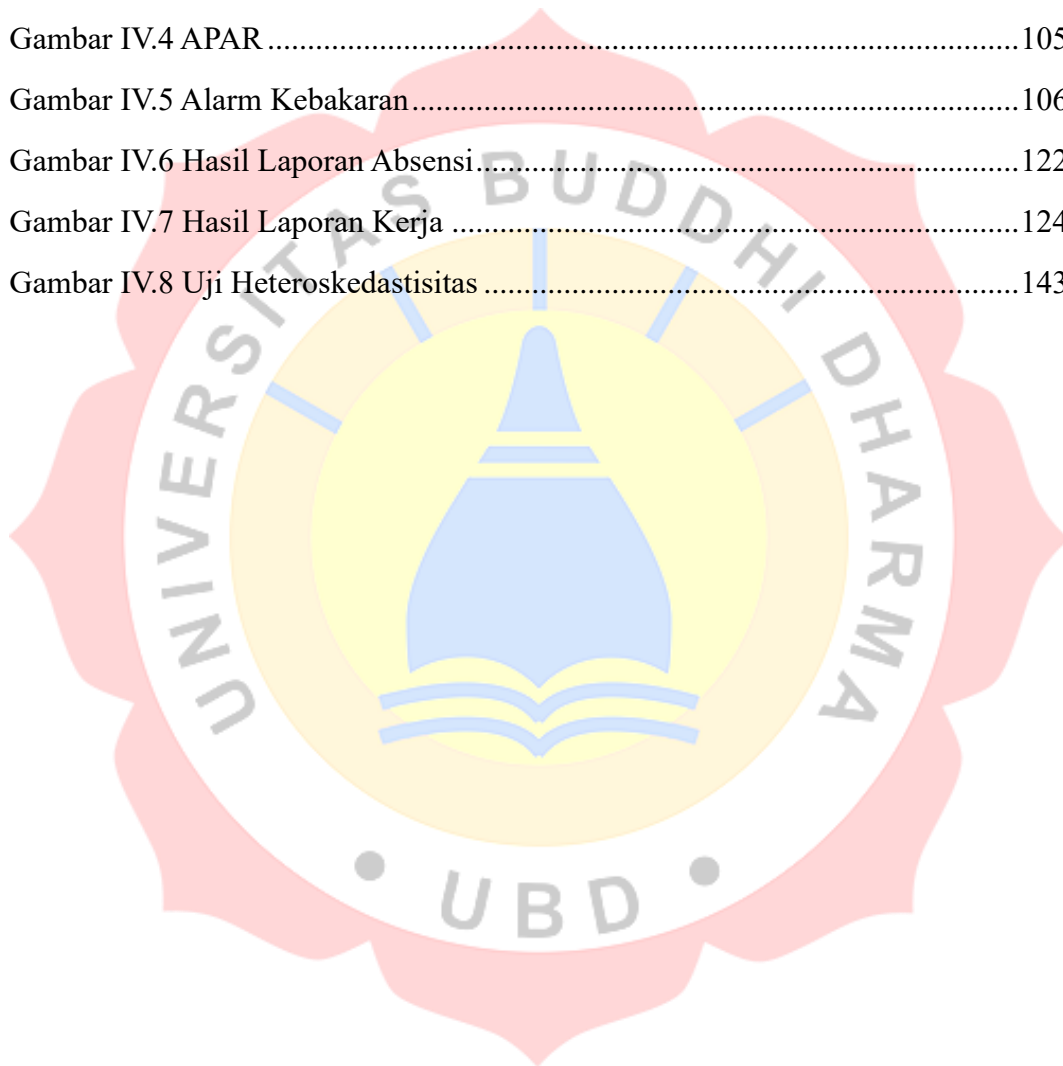 Gambar IV.4 APAR ........................................................................................... 105
Gambar IV.5 Alarm Kebakaran ........................................................................ 106
Gambar IV.6 Hasil Laporan Absensi ................................................................ 122
Gambar IV.7 Hasil Laporan Kerja ................................................................... 124
Gambar IV.8 Uji Heteroskedastisitas ............................................................... 143
UNIVERSITAS BUDDHI DHARMA
• UBD •